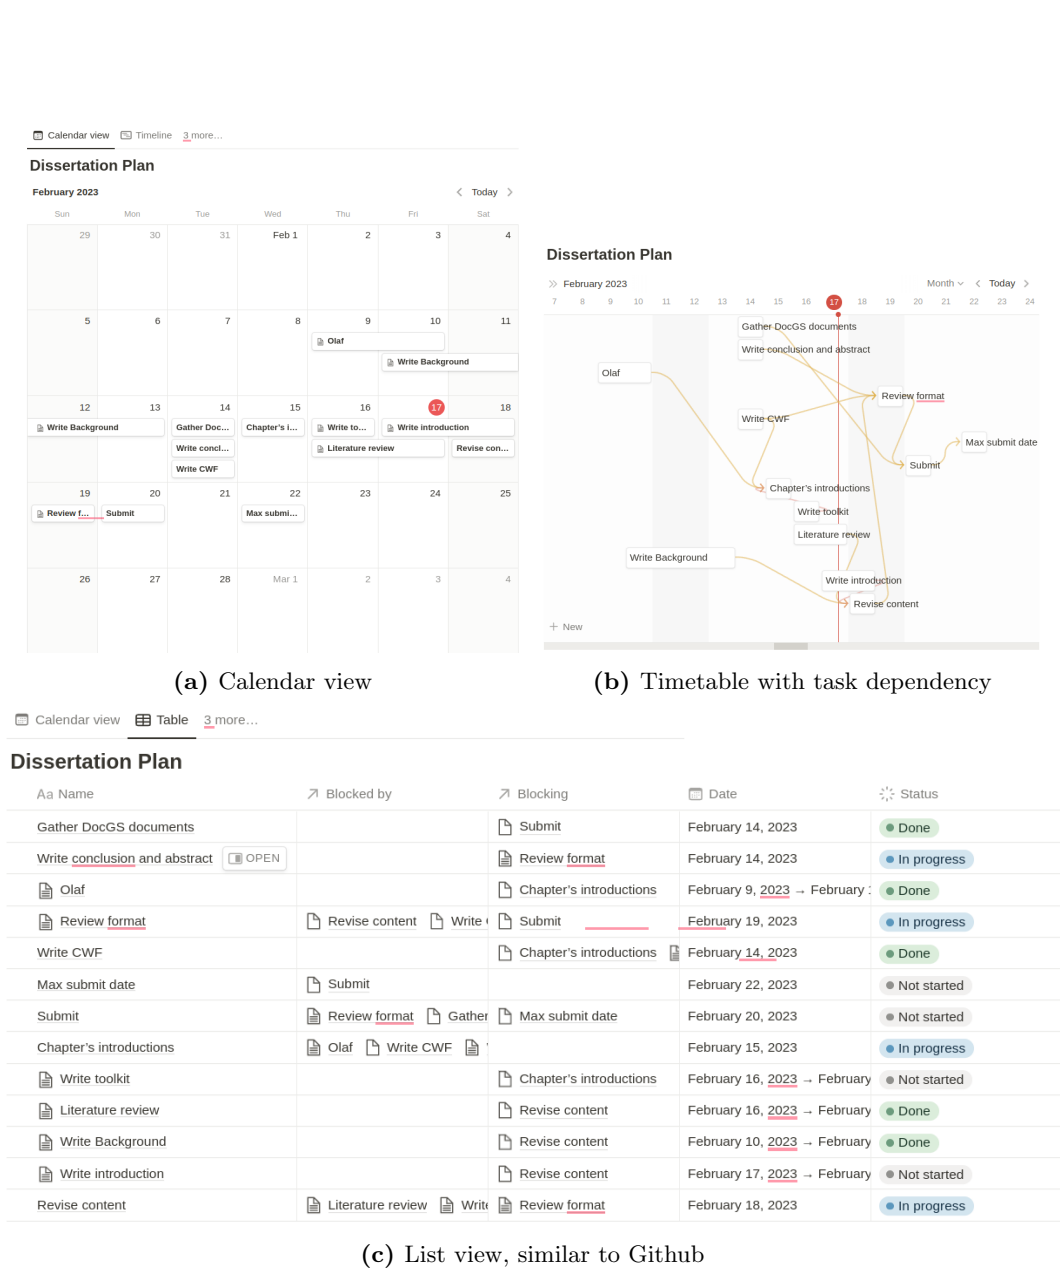 Calendar view Timeline 3 more...
Dissertation Plan
February 2023 Today
Sun Mon Tue Wed Thu Fri Sat
29 30 31 Feb 1 2 3 4
5 6 7 8 9 10 11
Olaf
Write Background
12 13 14 15 16 17 18
Write Background Gather Doc... Chapter's i... Write to... Write introduction
Write concl... Literature review Revise con...
Write CWF
19 20 21 22 23 24 25
Review f... Submit Max submi...
26 27 28 Mar 1 2 3 4
(a) Calendar view
Dissertation Plan
February 2023 Month Today
7 8 9 10 11 12 13 14 15 16 17 18 19 20 21 22 23 24
Gather DocGS documents
Write conclusion and abstract
Olaf
Review format
Write CWF
Max submit date
Submit
Chapter's introductions
Write toolkit
Literature review
Write Background
Write introduction
Revise content
+ New
(b) Timetable with task dependency
Calendar view Table 3 more...
Dissertation Plan
Aa Name Blocked by Blocking Date Status
Gather DocGS documents Submit February 14, 2023 Done
Write conclusion and abstract OPEN Review format February 14, 2023 In progress
Olaf Chapter's introductions February 9, 2023 → February 1 Done
Review format Revise content Write Submit February 19, 2023 In progress
Write CWF Chapter's introductions February 14, 2023 Done
Max submit date Submit February 22, 2023 Not started
Submit Review format Gather Max submit date February 20, 2023 Not started
Chapter's introductions Olaf Write CWF February 15, 2023 In progress
Write toolkit Chapter's introductions February 16, 2023 → February Not started
Literature review Revise content February 16, 2023 → February Done
Write Background Revise content February 10, 2023 → February Done
Write introduction Revise content February 17, 2023 → February Not started
Revise content Literature review Write Review format February 18, 2023 In progress
(c) List view, similar to Github